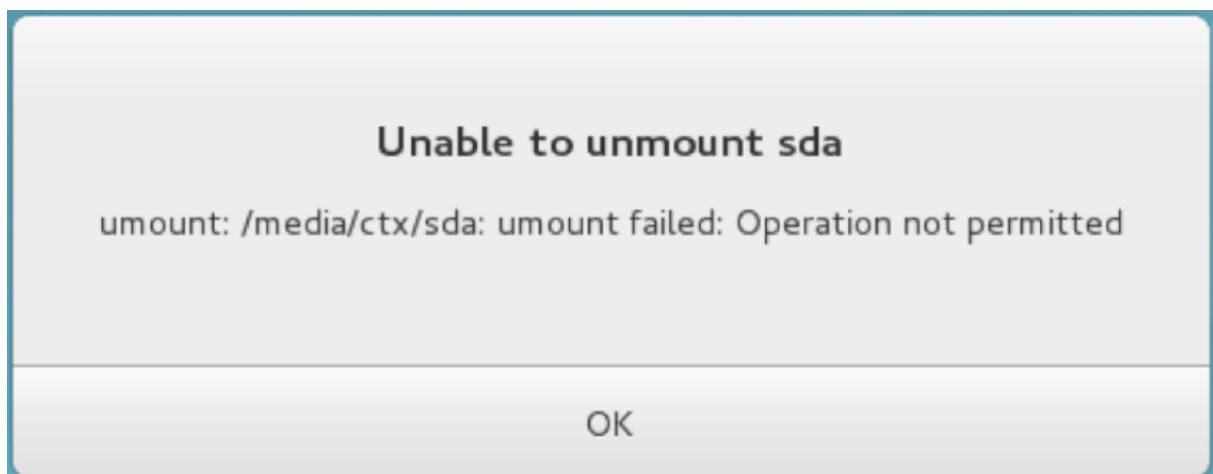 Unable to unmount sda
umount: /media/ctx/sda: umount failed: Operation not permitted
OK